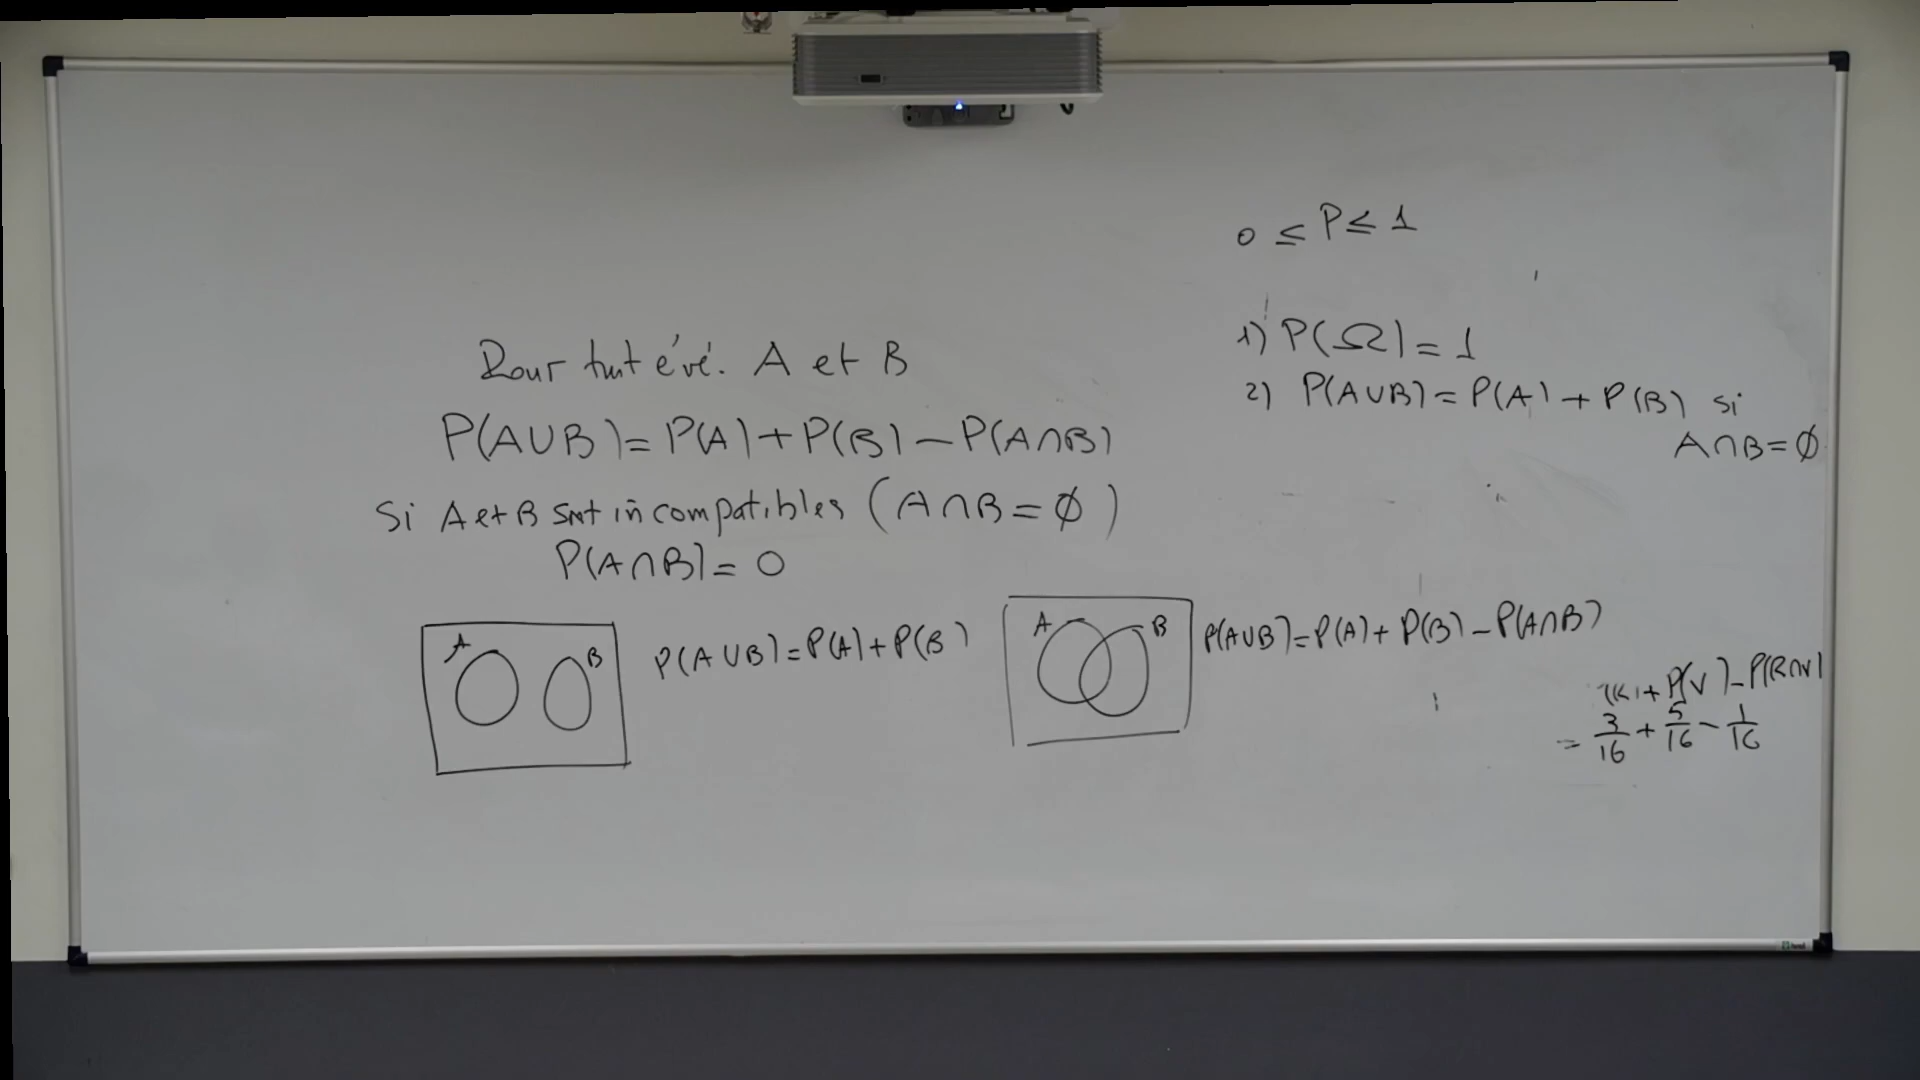 Pour tout évé. A et B
P(A∪B) = P(A) + P(B) - P(A∩B)
Si A et B sont incompatibles (A∩B = ∅)
P(A∩B) = 0
A
B
P(A∪B) = P(A) + P(B)
A
B
P(A∪B) = P(A) + P(B) - P(A∩B)
0 ≤ P ≤ 1
1) P(Ω) = 1
2) P(A∪B) = P(A) + P(B) si
A∩B = ∅
(R) + P(V) - P(R∩V)
= 3/16 + 5/16 - 1/16